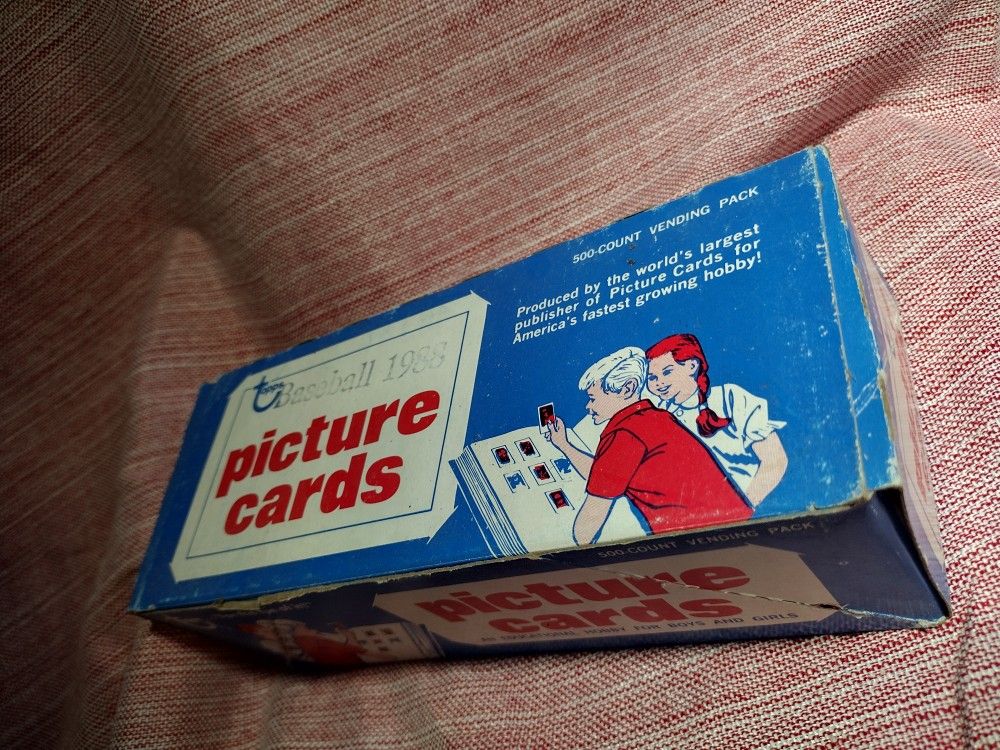 500-COUNT VENDING PACK
Produced by the world's largest
publisher of Picture Cards for
America's fastest growing hobby!
topps
Baseball 1988
picture
cards
500-COUNT VENDING PACK
picture
cards
AN EDUCATIONAL HOBBY FOR BOYS AND GIRLS